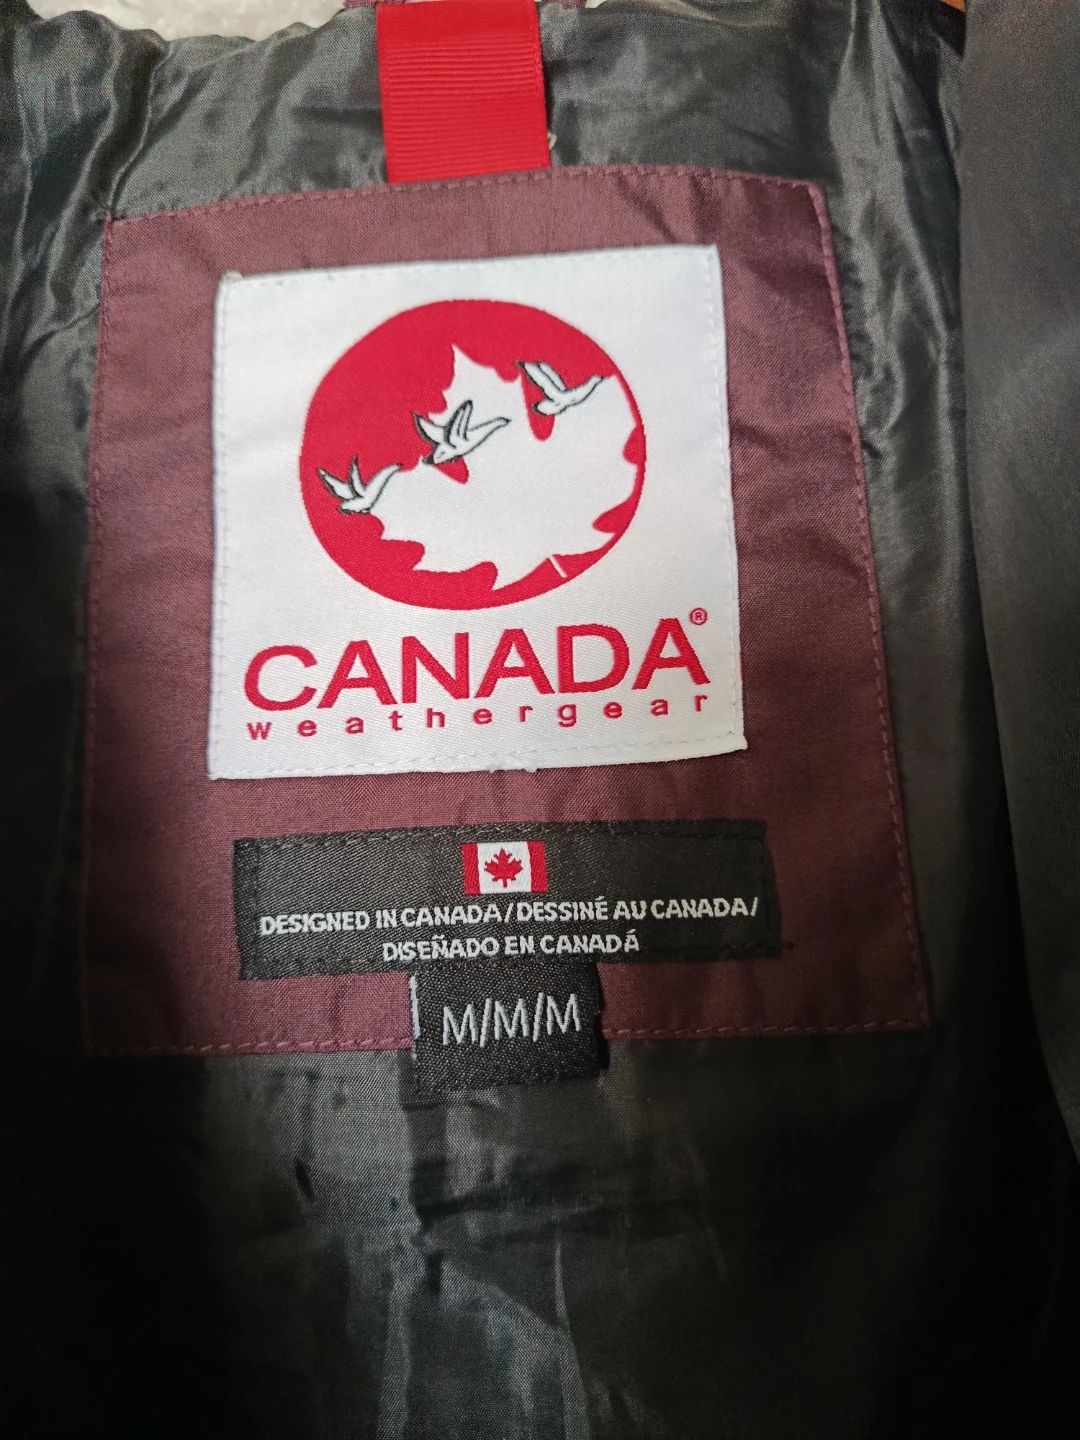 CANADA®
weathergear
DESIGNED IN CANADA/DESSINÉ AU CANADA/
DISEÑADO EN CANADÁ
M/M/M